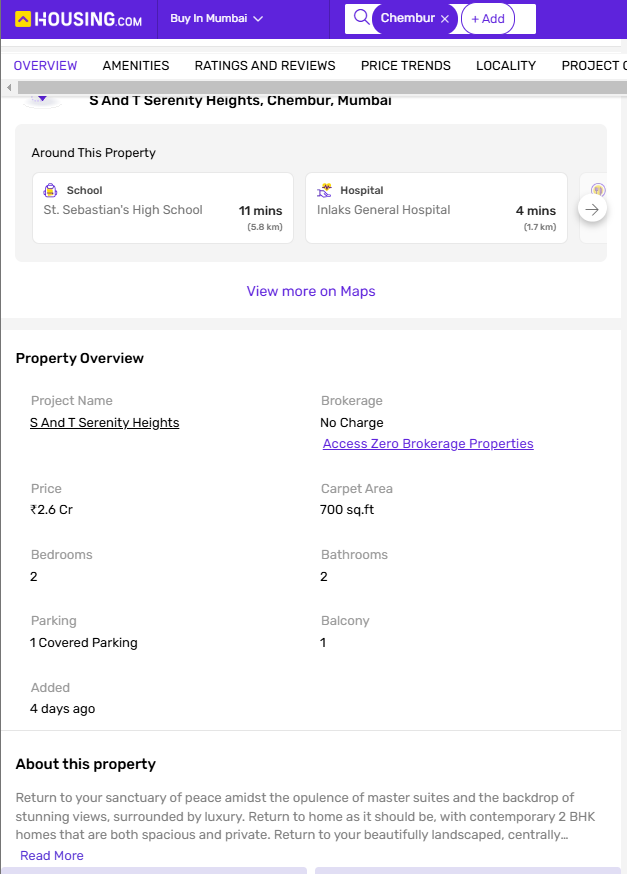 HOUSING.COM
Buy In Mumbai
Chembur ×
+ Add
OVERVIEW AMENITIES RATINGS AND REVIEWS PRICE TRENDS LOCALITY PROJECT
S And T Serenity Heights, Chembur, Mumbai
Around This Property
School
St. Sebastian's High School 11 mins
(5.8 km)
Hospital
Inlaks General Hospital 4 mins
(1.7 km)
View more on Maps
Property Overview
Project Name
S And T Serenity Heights
Brokerage
No Charge
Access Zero Brokerage Properties
Price
₹2.6 Cr
Carpet Area
700 sq.ft
Bedrooms
2
Bathrooms
2
Parking
1 Covered Parking
Balcony
1
Added
4 days ago
About this property
Return to your sanctuary of peace amidst the opulence of master suites and the backdrop of
stunning views, surrounded by luxury. Return to home as it should be, with contemporary 2 BHK
homes that are both spacious and private. Return to your beautifully landscaped, centrally...
Read More